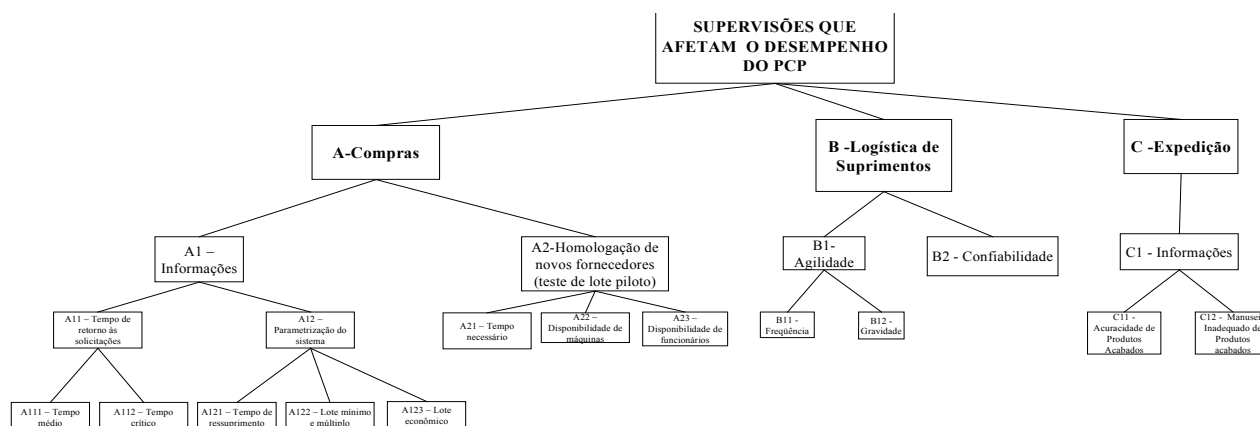 SUPERVISÕES QUE
AFETAM O DESEMPENHO
DO PCP
A-Compras
B -Logística de
Suprimentos
C -Expedição
A1 –
Informações
A2-Homologação de
novos fornecedores
(teste de lote piloto)
B1-
Agilidade
B2 - Confiabilidade
C1 - Informações
A11 – Tempo de
retorno às
solicitações
A12 –
Parametrização do
sistema
A21 – Tempo
necessário
A22 –
Disponibilidade de
máquinas
A23 –
Disponibilidade de
funcionários
B11 -
Freqüência
B12 -
Gravidade
C11 -
Acuracidade de
Produtos
Acabados
C12 - Manusei
Inadequado de
Produtos
acabados
A111 – Tempo
médio
A112 – Tempo
crítico
A121 – Tempo de
ressuprimento
A122 – Lote mínimo
e múltiplo
A123 – Lote
econômico